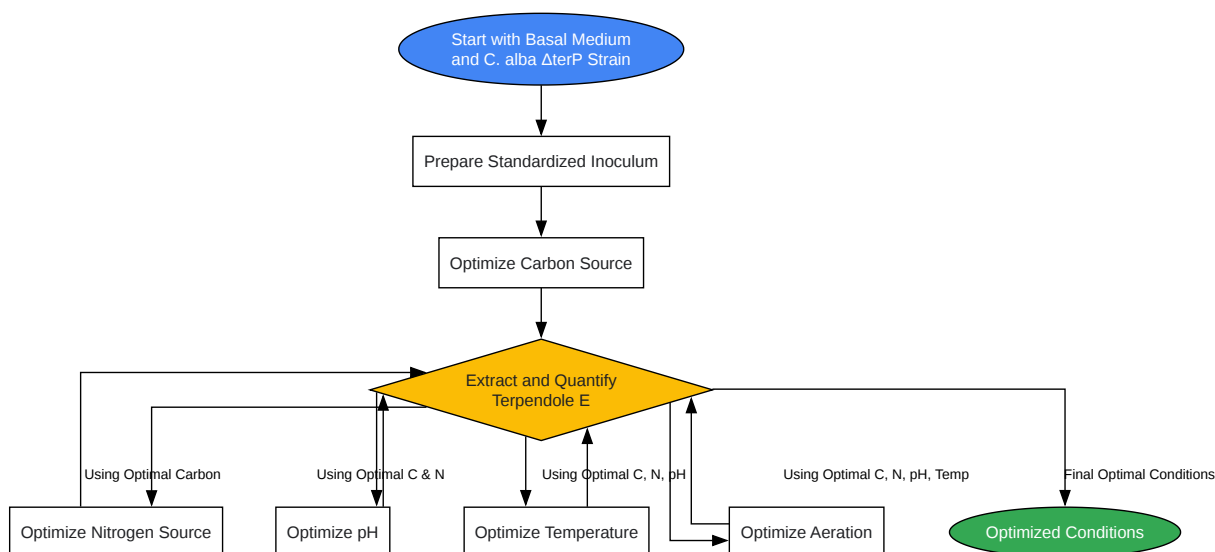 Start with Basal Medium
and C. alba ΔterP Strain
Prepare Standardized Inoculum
Optimize Carbon Source
Extract and Quantify
Terpendole E
Using Optimal Carbon
Using Optimal C & N
Using Optimal C, N, pH
Using Optimal C, N, pH, Temp
Final Optimal Conditions
Optimize Nitrogen Source
Optimize pH
Optimize Temperature
Optimize Aeration
Optimized Conditions